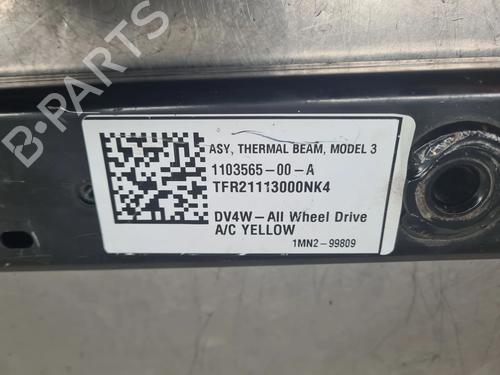 B-PARTS
ASY, THERMAL BEAM, MODEL 3
1103565-00-A
TFR21113000NK4
DV4W-All Wheel Drive
A/C YELLOW
1MN2-99809